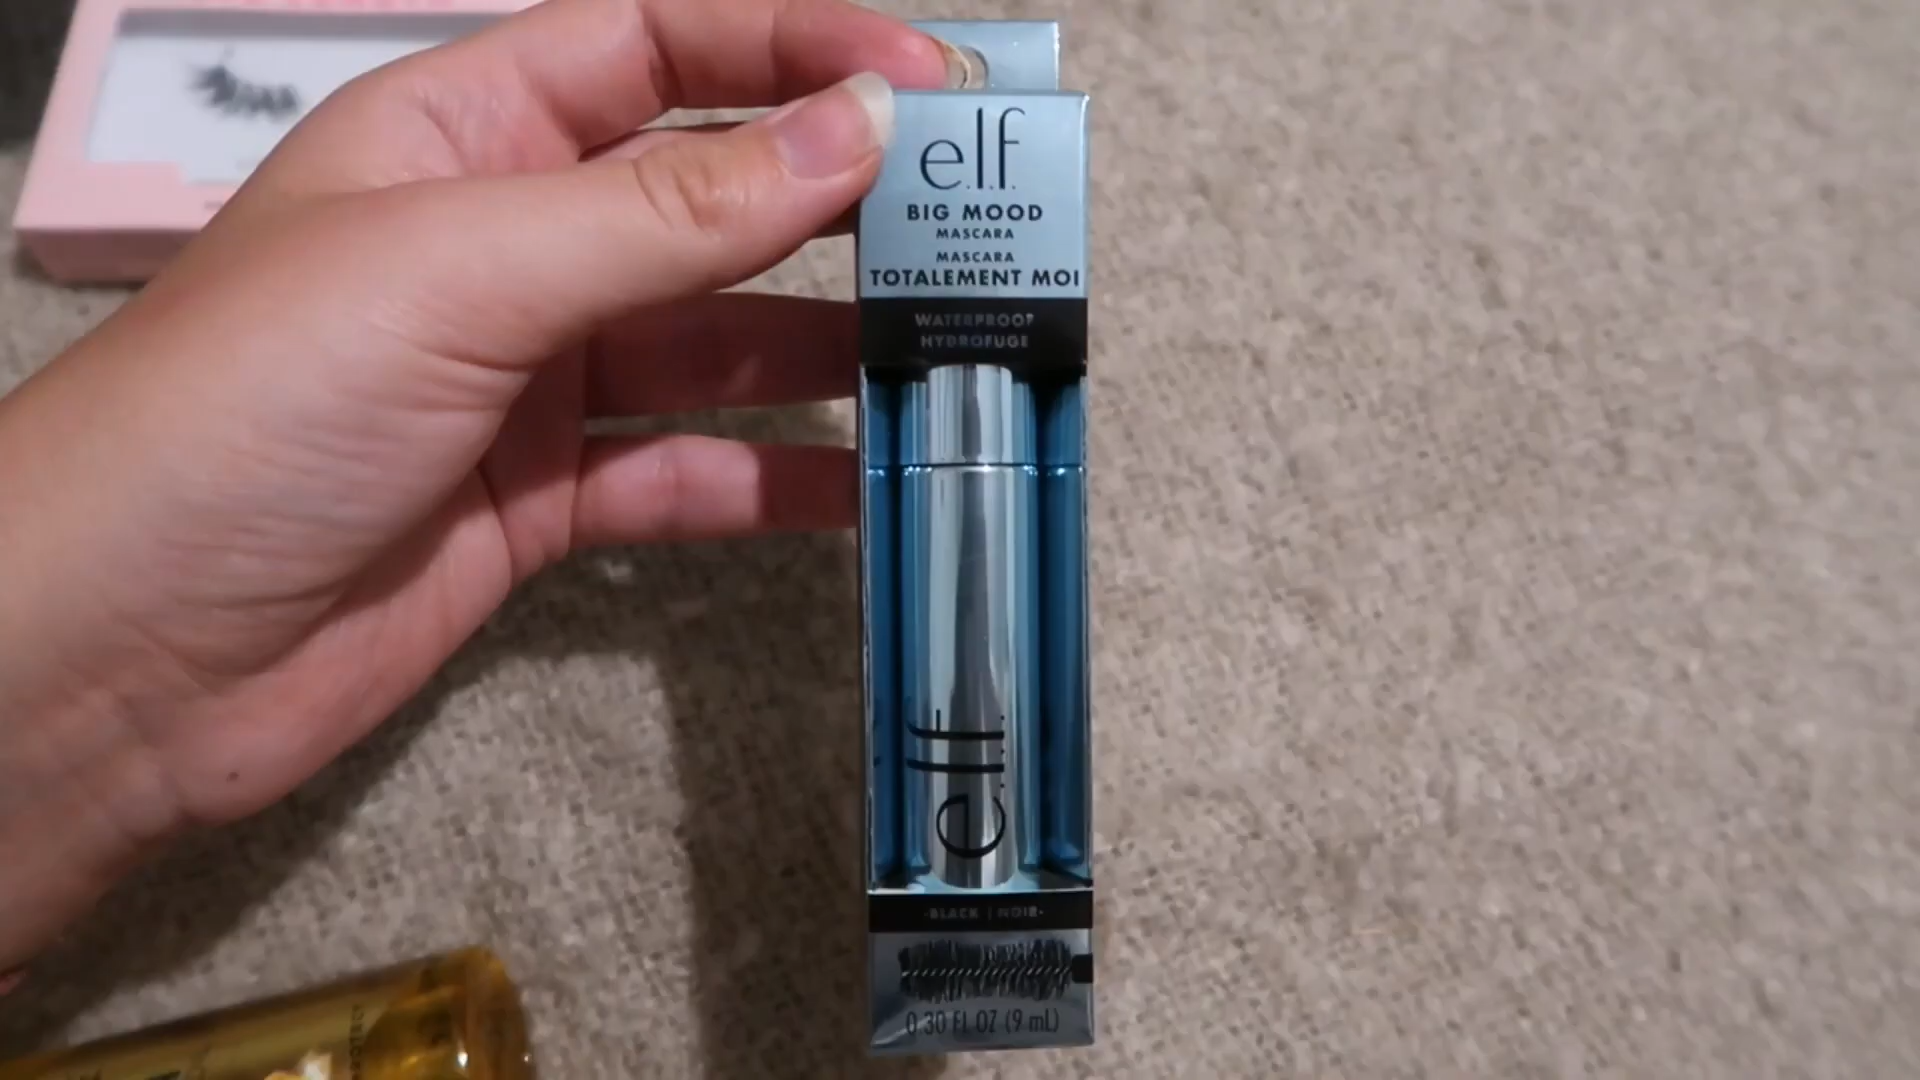 e.l.f.
BIG MOOD
MASCARA
MASCARA
TOTALEMENT MOI
WATERPROOF
HYDROFUGE
e.l.f.
·BLACK | NOIR·
0.30 FL OZ (9 mL)